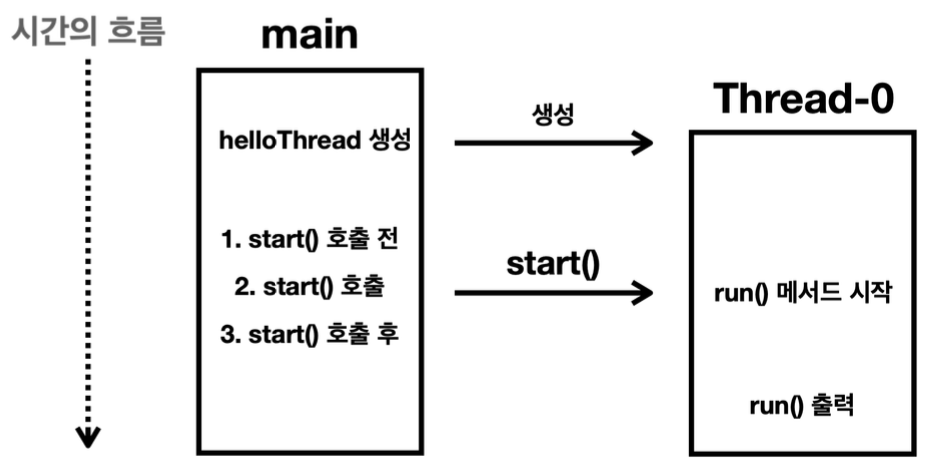 시간의 흐름
main
Thread-0
helloThread 생성
생성
1. start() 호출 전
2. start() 호출
3. start() 호출 후
start()
run() 메서드 시작
run() 출력